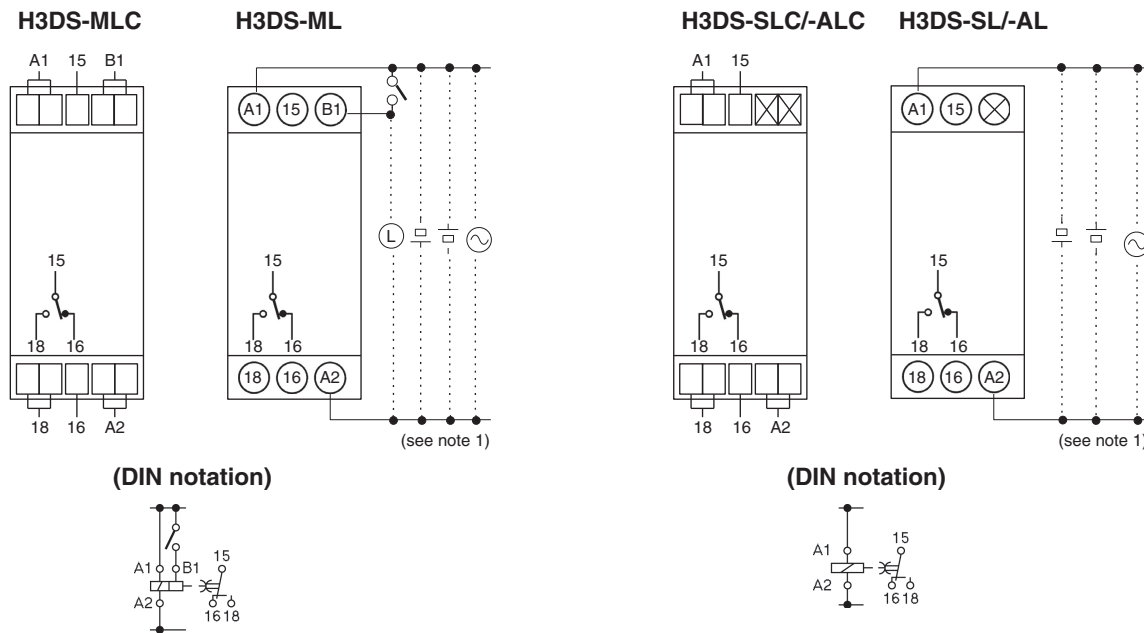 H3DS-MLC
H3DS-ML
H3DS-SLC/-ALC
H3DS-SL/-AL
A1 15 B1
A1 15 B1
A1 15
A1 15
L
15
15
15
15
18 16
18 16
18 16
18 16
18 16 A2
18 16 A2
18 16 A2
18 16 A2
(see note 1)
(see note 1)
(DIN notation)
(DIN notation)
A1 B1 15
A2
16 18
A1 15
A2
16 18